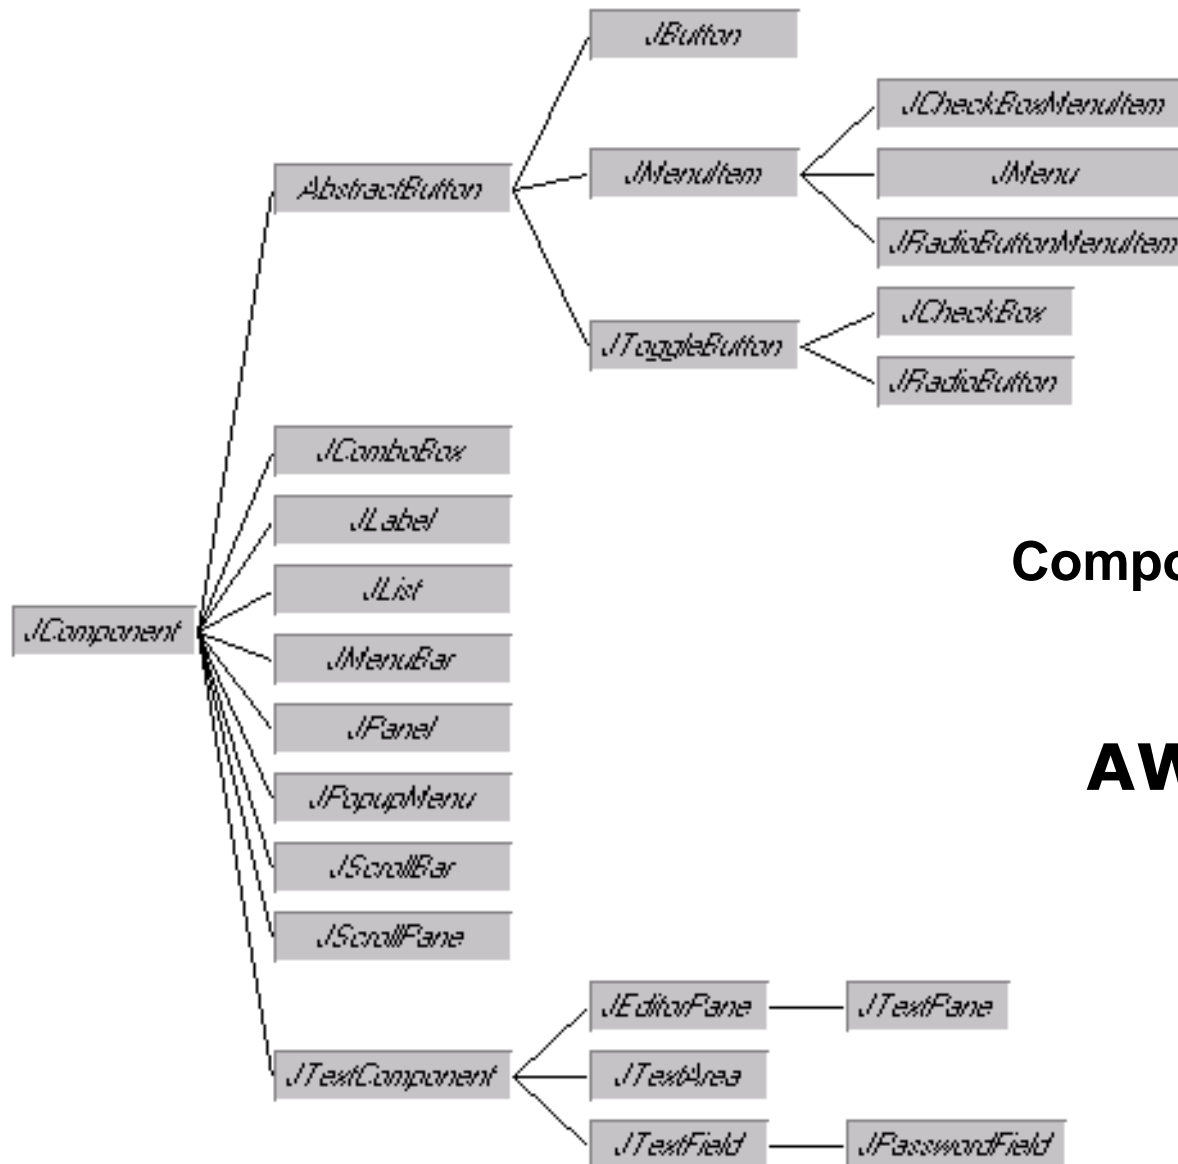 JButton
JCheckBoxMenuItem
JMenuItem
JMenu
AbstractButton
JRadioButtonMenuItem
JCheckBox
JToggleButton
JRadioButton
JComboBox
JLabel
Compo
JList
JComponent
JMenuBar
JPanel
AW
JPopupMenu
JScrollBar
JScrollPane
JEditorPane JTextPane
JTextComponent JTextArea
JTextField JPasswordField